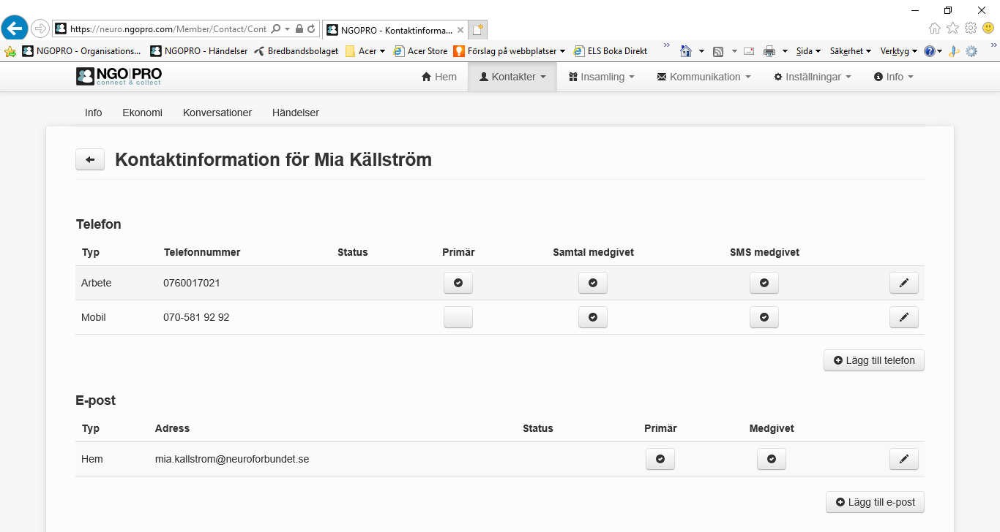 https://neuro.ngopro.com/Member/Contact/Cont
NGOPRO - Kontaktinforma...
NGOPRO - Organisations... NGOPRO - Händelser Bredbandsbolaget Acer Acer Store Förslag på webbplatser ELS Boka Direkt » Sida Säkerhet Verktyg »
NGO PRO
connect & collect
Hem Kontakter Insamling Kommunikation Inställningar Info
Info Ekonomi Konversationer Händelser
Kontaktinformation för Mia Källström
Telefon
Typ Telefonnummer Status Primär Samtal medgivet SMS medgivet
Arbete 0760017021
Mobil 070-581 92 92
Lägg till telefon
E-post
Typ Adress Status Primär Medgivet
Hem mia.kallstrom@neuroforbundet.se
Lägg till e-post